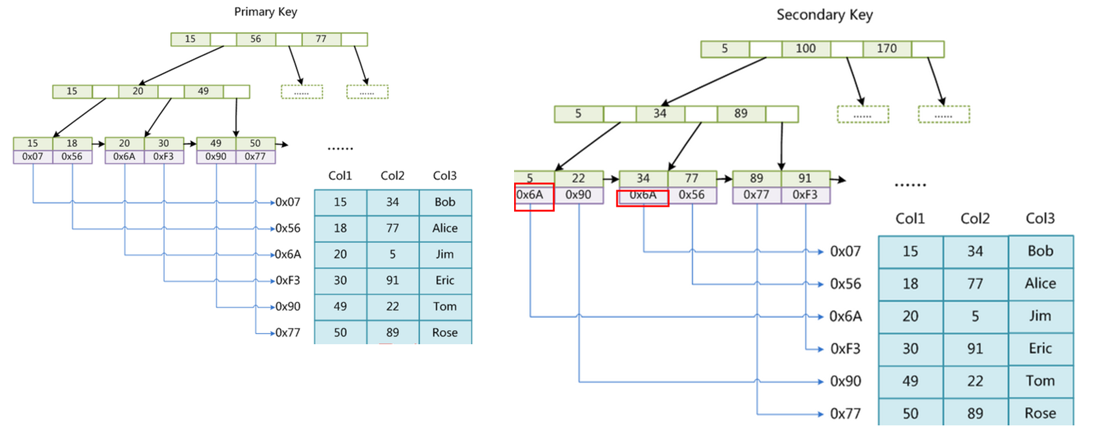 Primary Key
15 56 77
15 20 49
...... ......
15 18 20 30 49 50
0x07 0x56 0x6A 0xF3 0x90 0x77
......
Col1 Col2 Col3
0x07 15 34 Bob
0x56 18 77 Alice
0x6A 20 5 Jim
0xF3 30 91 Eric
0x90 49 22 Tom
0x77 50 89 Rose
Secondary Key
5 100 170
5 34 89
...... ......
5 22 34 77 89 91
0x6A 0x90 0x6A 0x56 0x77 0xF3
......
Col1 Col2 Col3
0x07 15 34 Bob
0x56 18 77 Alice
0x6A 20 5 Jim
0xF3 30 91 Eric
0x90 49 22 Tom
0x77 50 89 Rose